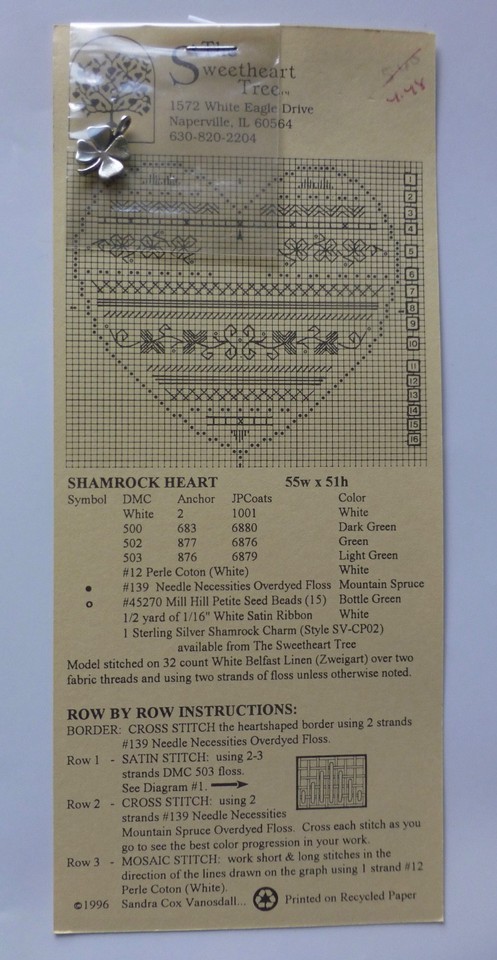 The
Sweetheart
Tree TM
1572 White Eagle Drive
Naperville, IL 60564
630-820-2204
5.45
4.48
1
2
3
4
5
6
7
8
9
10
11
12
13
14
15
16
SHAMROCK HEART 55w x 51h
Symbol DMC Anchor JPCoats Color
White 2 1001 White
500 683 6880 Dark Green
502 877 6876 Green
503 876 6879 Light Green
#12 Perle Coton (White) White
#139 Needle Necessities Overdyed Floss Mountain Spruce
#45270 Mill Hill Petite Seed Beads (15) Bottle Green
1/2 yard of 1/16" White Satin Ribbon White
1 Sterling Silver Shamrock Charm (Style SV-CP02)
available from The Sweetheart Tree
Model stitched on 32 count White Belfast Linen (Zweigart) over two
fabric threads and using two strands of floss unless otherwise noted.
ROW BY ROW INSTRUCTIONS:
BORDER: CROSS STITCH the heartshaped border using 2 strands
#139 Needle Necessities Overdyed Floss.
Row 1 - SATIN STITCH: using 2-3
strands DMC 503 floss.
See Diagram #1.
Row 2 - CROSS STITCH: using 2
strands #139 Needle Necessities
Mountain Spruce Overdyed Floss. Cross each stitch as you
go to see the best color progression in your work.
Row 3 - MOSAIC STITCH: work short & long stitches in the
direction of the lines drawn on the graph using 1 strand #12
Perle Coton (White).
©1996 Sandra Cox Vanosdall... Printed on Recycled Paper